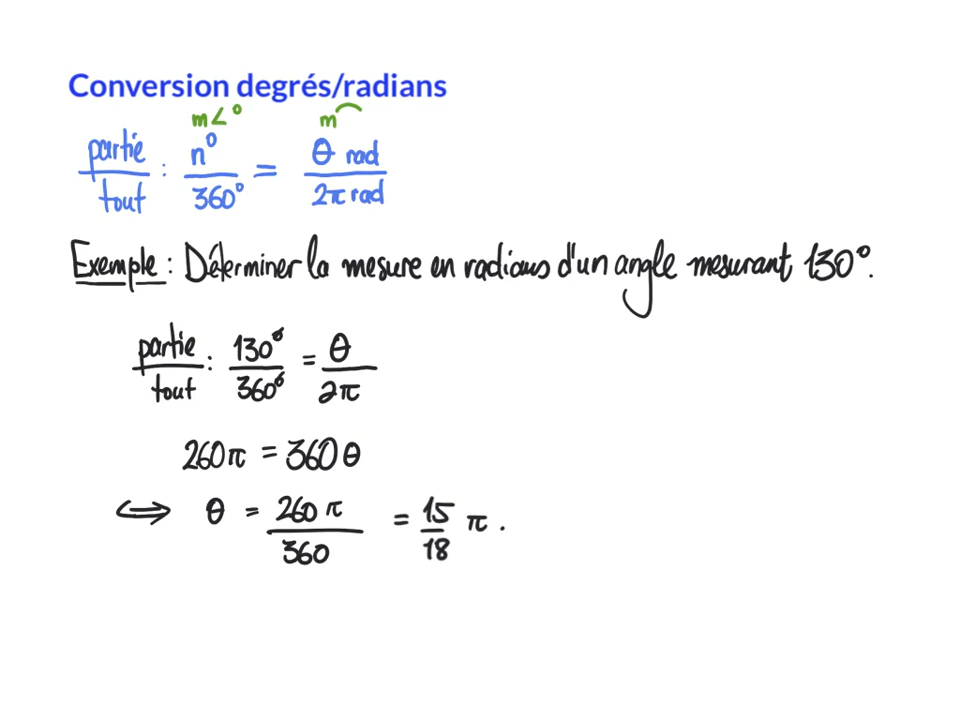 Conversion degrés/radians
m∠° m⌒
partie/tout : n°/360° = θ rad/2π rad
Exemple : Déterminer la mesure en radians d'un angle mesurant 130°.
partie/tout : 130°/360° = θ/2π
260π = 360θ
⟺ θ = 260π/360 = 15/18 π.